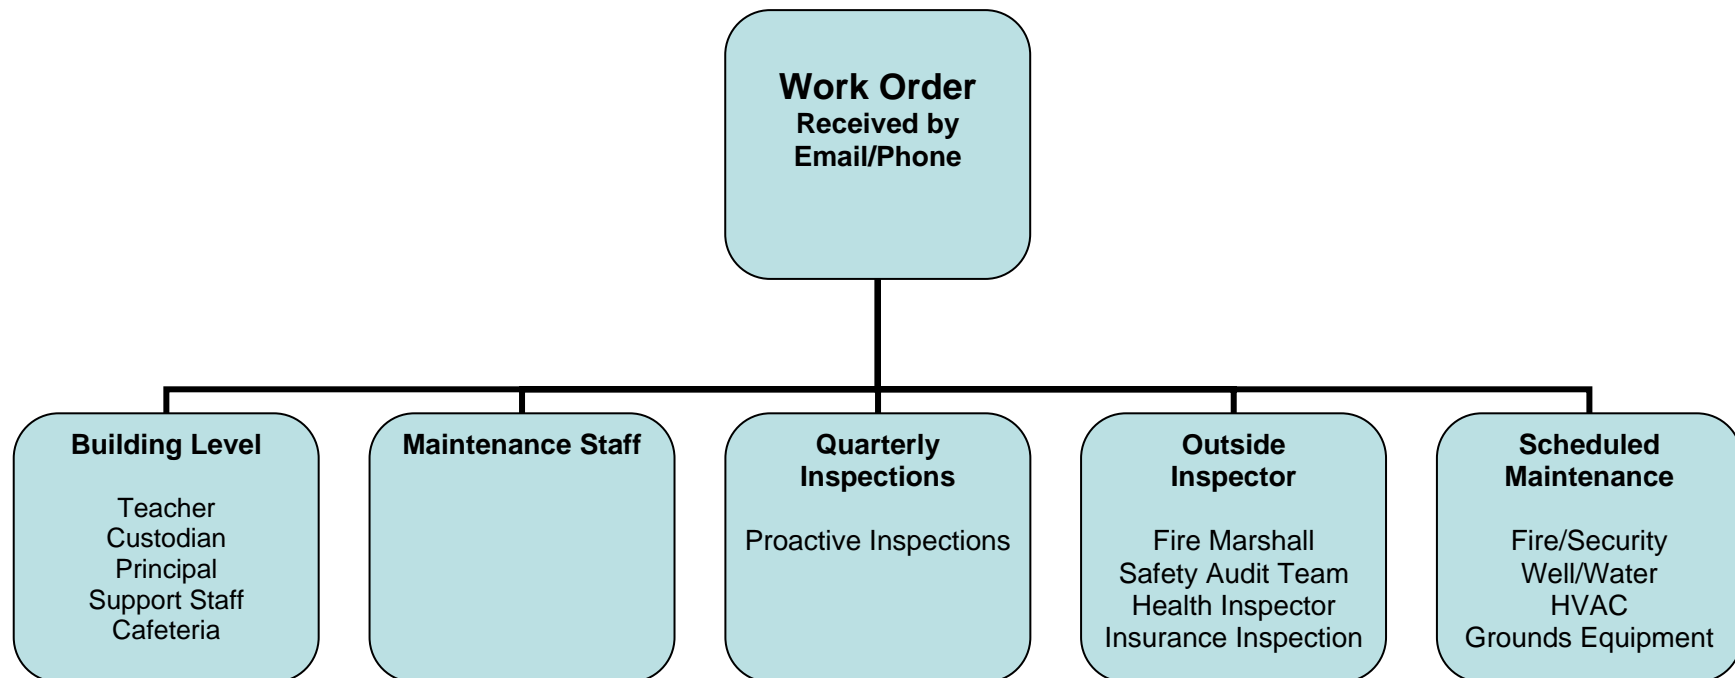 Work Order
Received by
Email/Phone
Building Level
Teacher
Custodian
Principal
Support Staff
Cafeteria
Maintenance Staff
Quarterly
Inspections
Proactive Inspections
Outside
Inspector
Fire Marshall
Safety Audit Team
Health Inspector
Insurance Inspection
Scheduled
Maintenance
Fire/Security
Well/Water
HVAC
Grounds Equipment